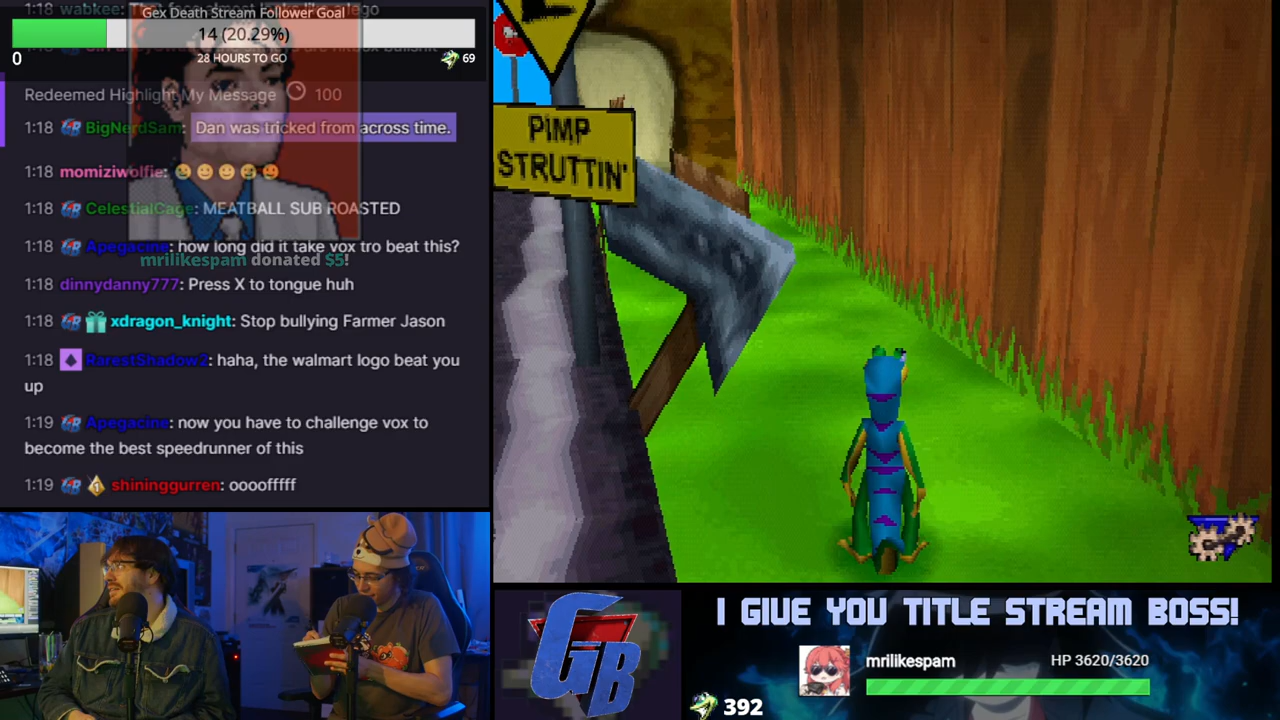 1:18 wabkee:
Gex Death Stream Follower Goal
14 (20.29%)
0
28 HOURS TO GO
69
Redeemed Highlight My Message 100
1:18 BigNerdSam: Dan was tricked from across time.
1:18 momiziwolfie:
1:18 CelestialCage: MEATBALL SUB ROASTED
1:18 Apegacine: how long did it take vox tro beat this?
mrilikespam donated $5!
1:18 dinnydanny777: Press X to tongue huh
1:18 xdragon_knight: Stop bullying Farmer Jason
1:18 RarestShadow2: haha, the walmart logo beat you
up
1:19 Apegacine: now you have to challenge vox to
become the best speedrunner of this
1:19 shininggurren: oooofffff
PIMP
STRUTTIN'
GB
I GIVE YOU TITLE STREAM BOSS!
mrilikespam HP 3620/3620
392